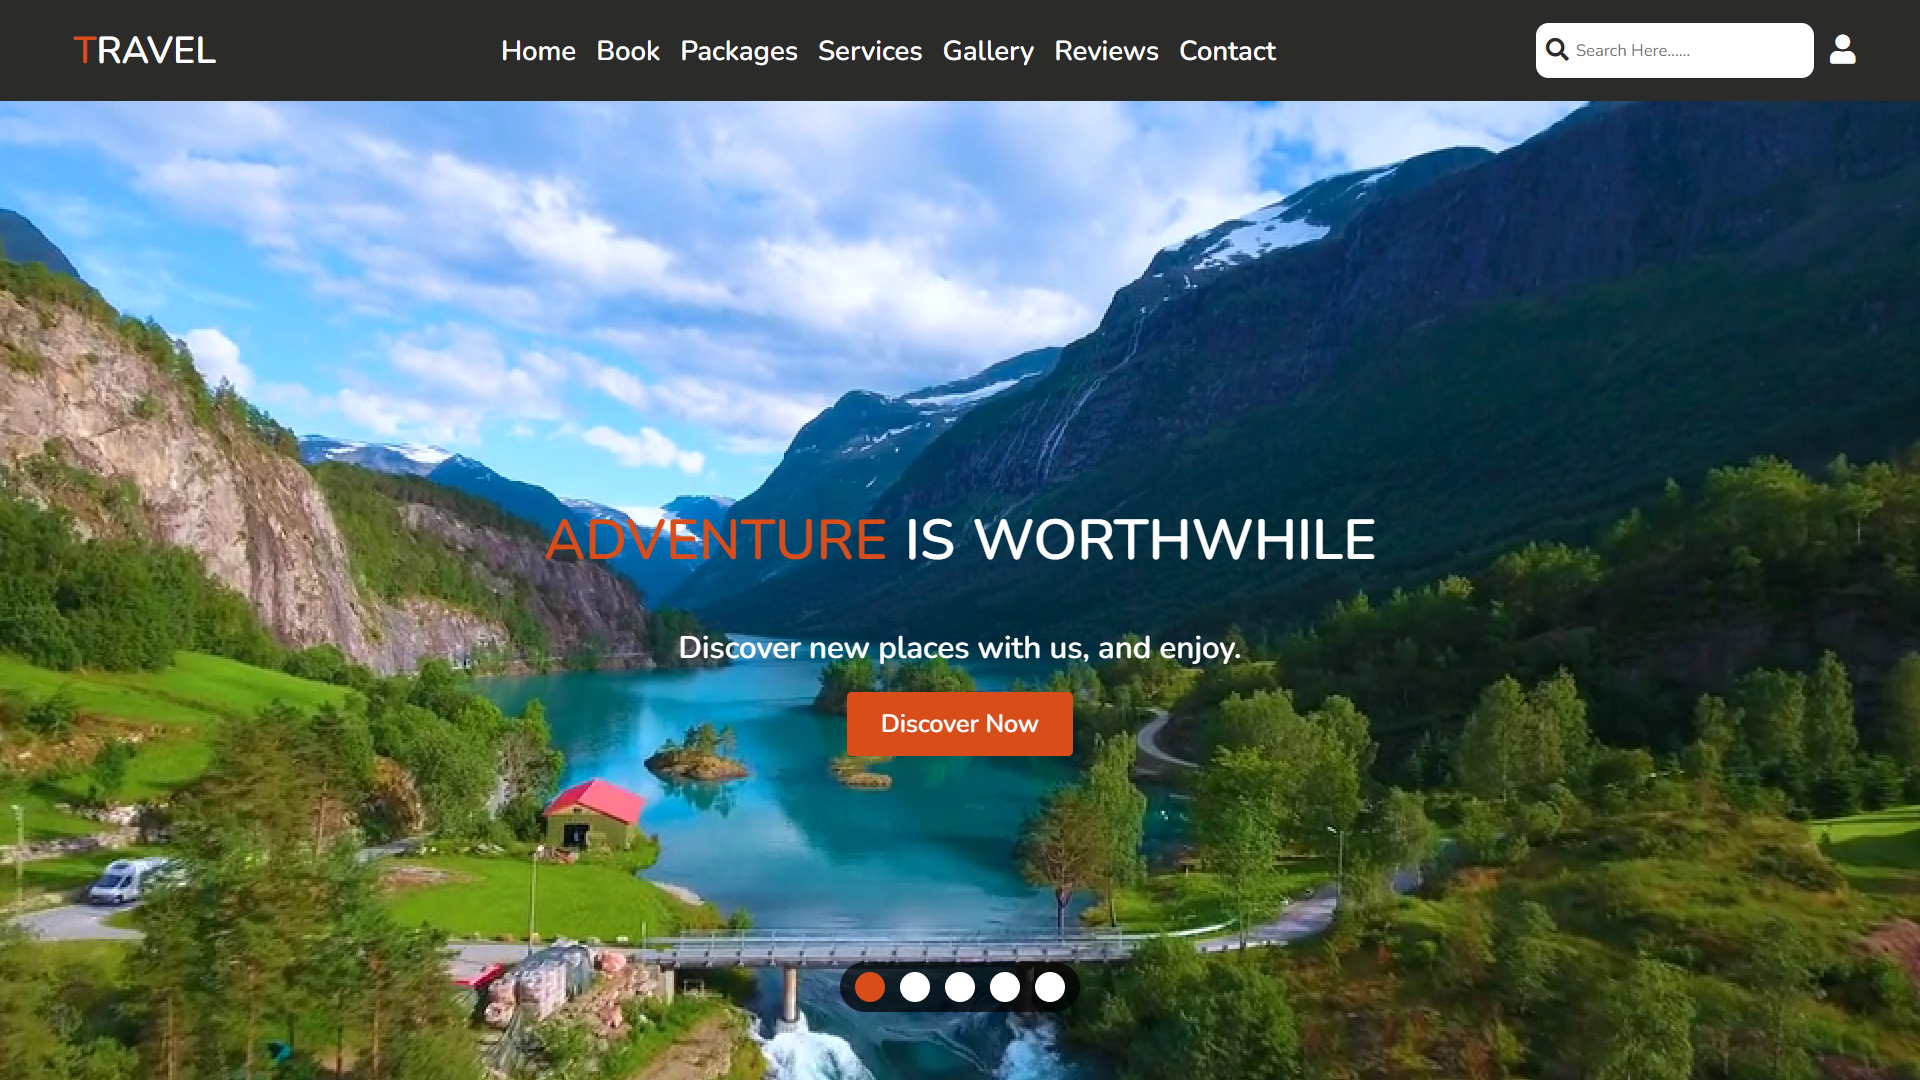 TRAVEL
Home Book Packages Services Gallery Reviews Contact
Search Here......
ADVENTURE IS WORTHWHILE
Discover new places with us, and enjoy.
Discover Now